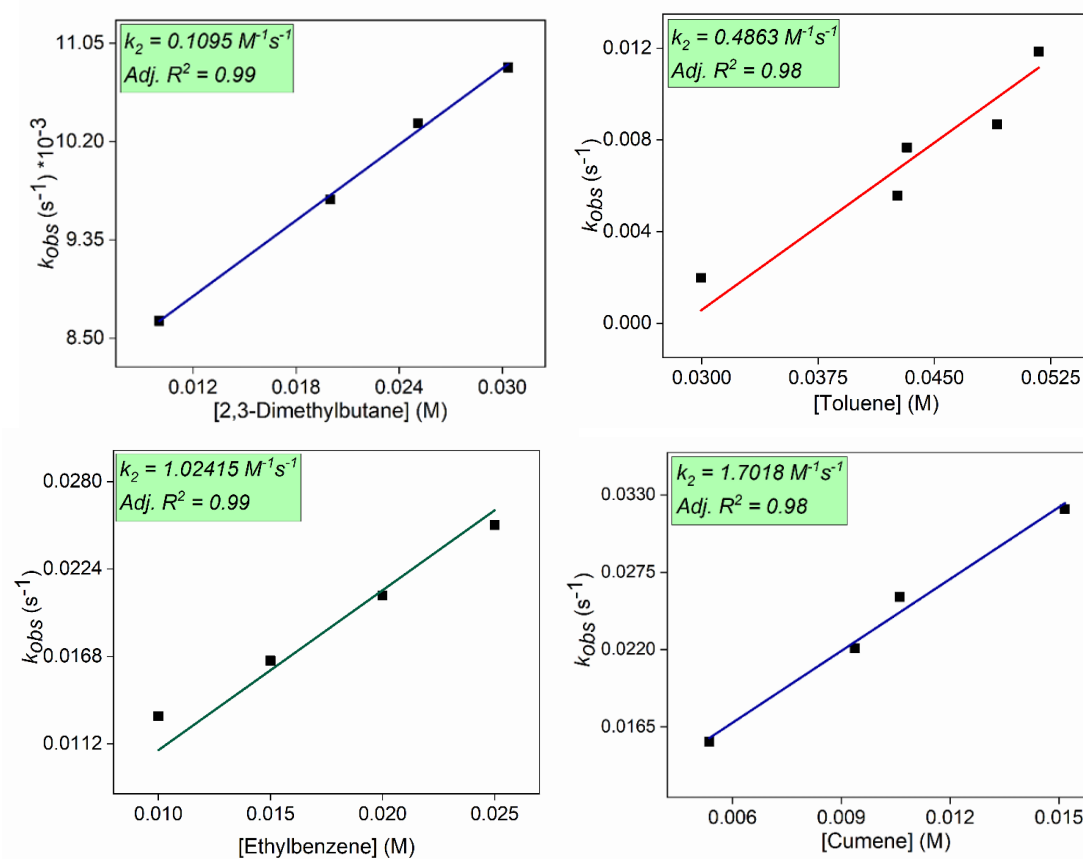 k₂ = 0.1095 M⁻¹s⁻¹
Adj. R² = 0.99
k_obs (s⁻¹) *10⁻³
11.05
10.20
9.35
8.50
0.012 0.018 0.024 0.030
[2,3-Dimethylbutane] (M)
k₂ = 0.4863 M⁻¹s⁻¹
Adj. R² = 0.98
k_obs (s⁻¹)
0.012
0.008
0.004
0.000
0.0300 0.0375 0.0450 0.0525
[Toluene] (M)
k₂ = 1.02415 M⁻¹s⁻¹
Adj. R² = 0.99
k_obs (s⁻¹)
0.0280
0.0224
0.0168
0.0112
0.010 0.015 0.020 0.025
[Ethylbenzene] (M)
k₂ = 1.7018 M⁻¹s⁻¹
Adj. R² = 0.98
k_obs (s⁻¹)
0.0330
0.0275
0.0220
0.0165
0.006 0.009 0.012 0.015
[Cumene] (M)